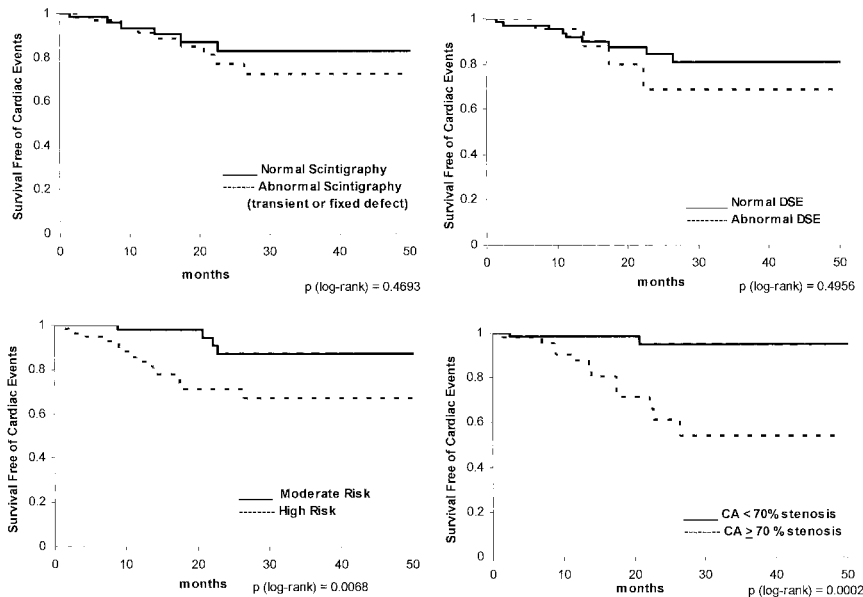 Survival Free of Cardiac Events
1
0.8
0.6
0.4
0.2
0
Normal Scintigraphy
Abnormal Scintigraphy
(transient or fixed defect)
0 10 20 30 40 50
months
p (log-rank) = 0.4693
Survival Free of Cardiac Events
1
0.8
0.6
0.4
0.2
0
Normal DSE
Abnormal DSE
0 10 20 30 40 50
months
p (log-rank) = 0.4956
Survival Free of Cardiac Events
1
0.8
0.6
0.4
0.2
0
Moderate Risk
High Risk
0 10 20 30 40 50
months
p (log-rank) = 0.0068
Survival Free of Cardiac Events
1
0.8
0.6
0.4
0.2
0
CA < 70% stenosis
CA ≥ 70 % stenosis
0 10 20 30 40 50
months
p (log-rank) = 0.0002